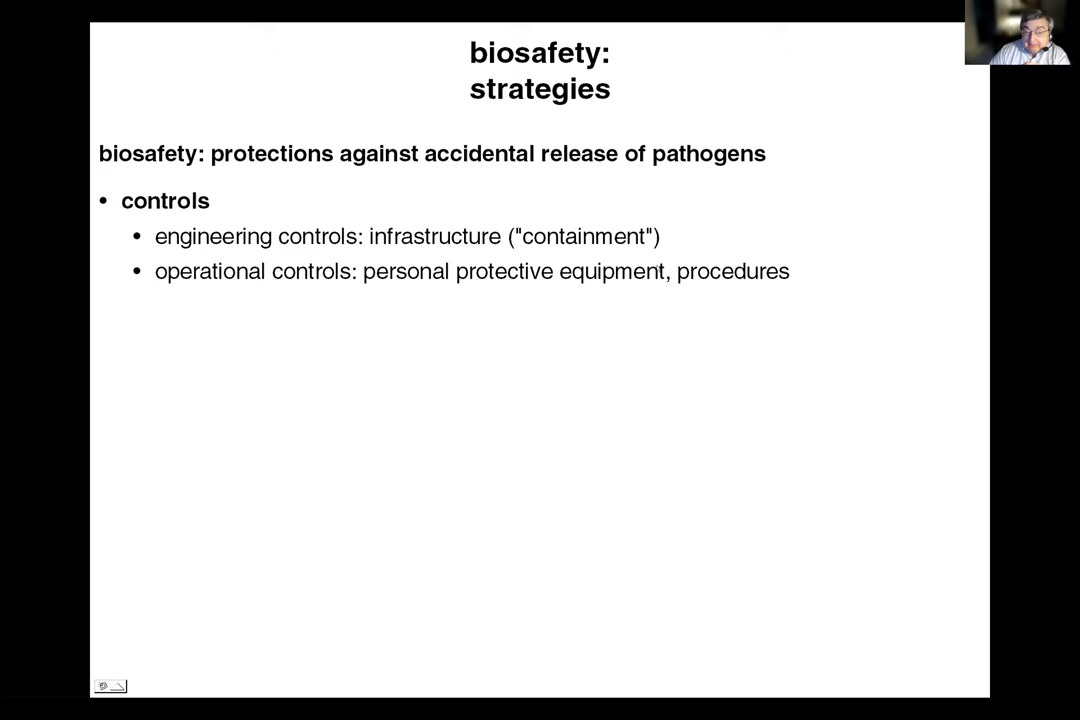 biosafety:
strategies
biosafety: protections against accidental release of pathogens
• controls
• engineering controls: infrastructure ("containment")
• operational controls: personal protective equipment, procedures